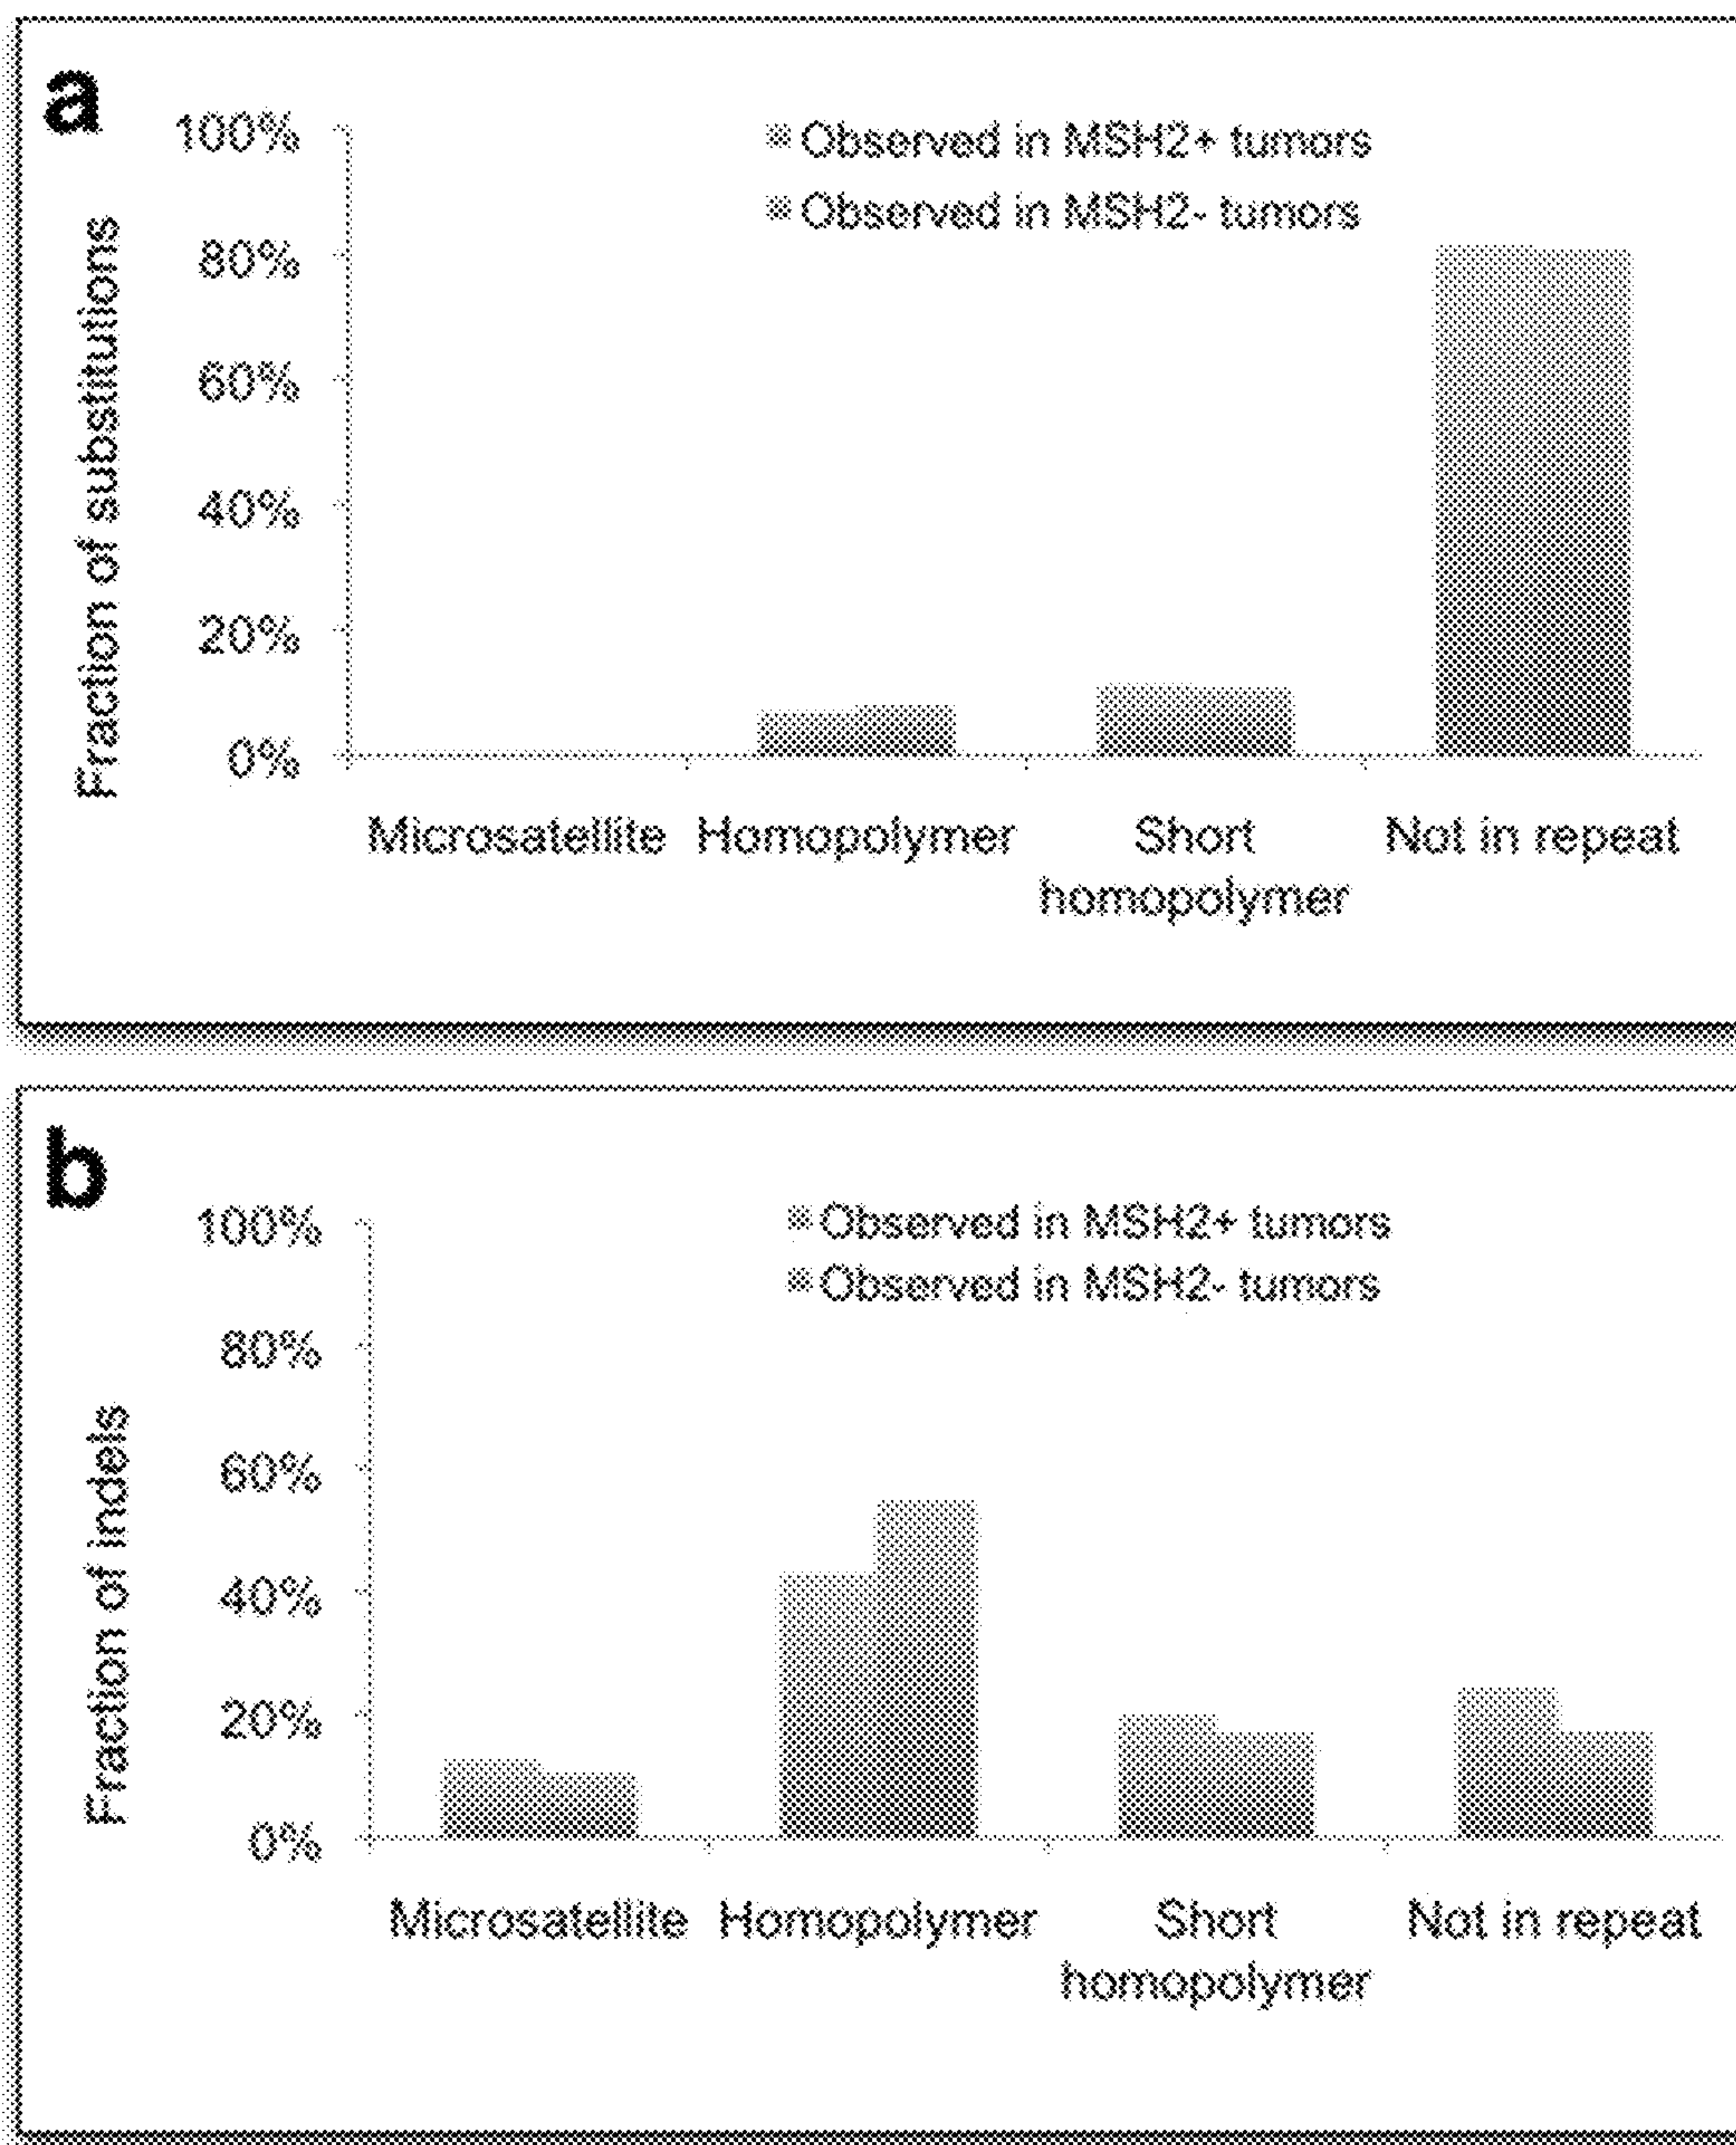 a
100%
80%
60%
40%
20%
0%
Fraction of substitutions
Observed in MSH2+ tumors
Observed in MSH2- tumors
Microsatellite Homopolymer Short Not in repeat
homopolymer
b
100%
80%
60%
40%
20%
0%
Fraction of indels
Observed in MSH2+ tumors
Observed in MSH2- tumors
Microsatellite Homopolymer Short Not in repeat
homopolymer